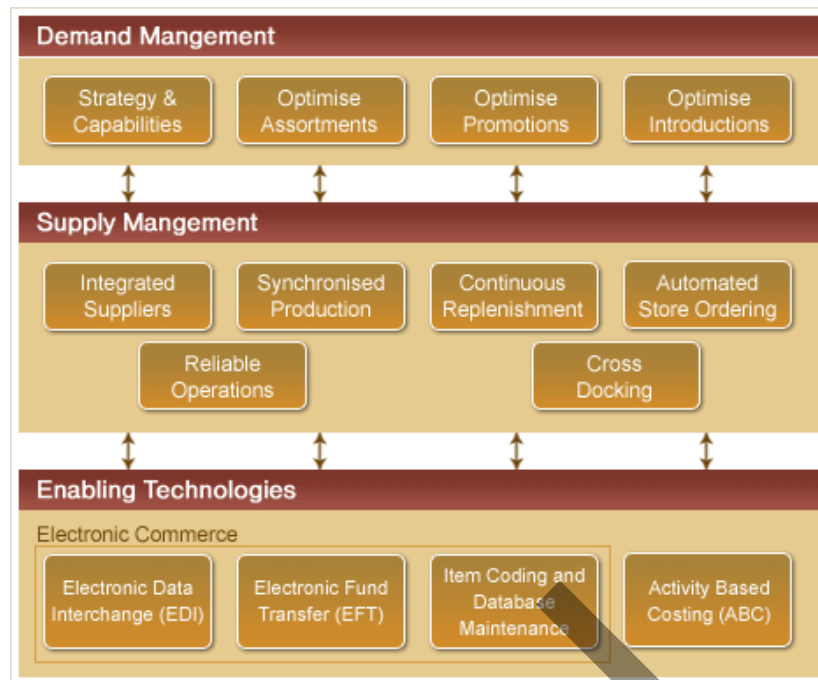 Demand Mangement
Strategy &
Capabilities
Optimise
Assortments
Optimise
Promotions
Optimise
Introductions
Supply Mangement
Integrated
Suppliers
Synchronised
Production
Continuous
Replenishment
Automated
Store Ordering
Reliable
Operations
Cross
Docking
Enabling Technologies
Electronic Commerce
Electronic Data
Interchange (EDI)
Electronic Fund
Transfer (EFT)
Item Coding and
Database
Maintenance
Activity Based
Costing (ABC)